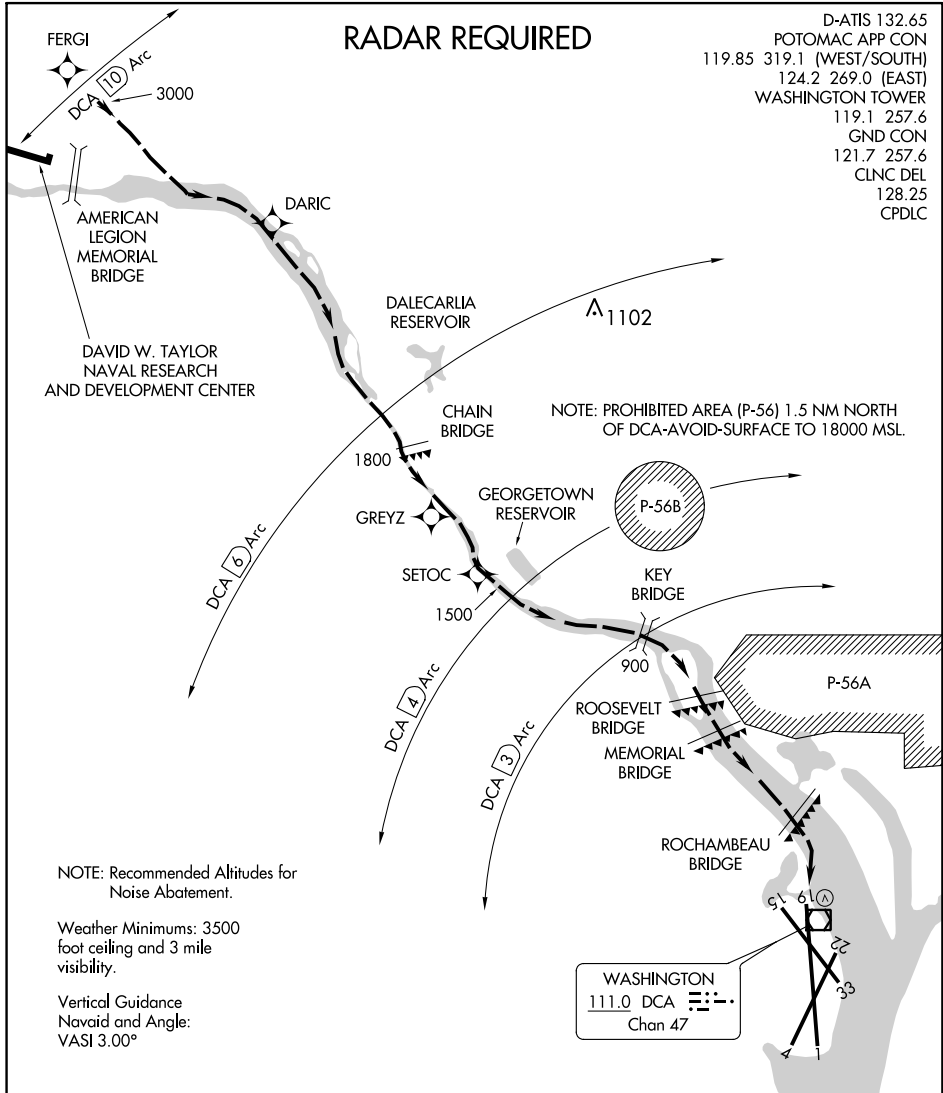 RADAR REQUIRED
D-ATIS 132.65
POTOMAC APP CON
119.85 319.1 (WEST/SOUTH)
124.2 269.0 (EAST)
WASHINGTON TOWER
119.1 257.6
GND CON
121.7 257.6
CLNC DEL
128.25
CPDLC
FERGI
DCA 10 Arc
3000
AMERICAN
LEGION
MEMORIAL
BRIDGE
DARIC
DAVID W. TAYLOR
NAVAL RESEARCH
AND DEVELOPMENT CENTER
DALECARLIA
RESERVOIR
1102
CHAIN
BRIDGE
NOTE: PROHIBITED AREA (P-56) 1.5 NM NORTH
OF DCA-AVOID-SURFACE TO 18000 MSL.
1800
GREYZ
GEORGETOWN
RESERVOIR
P-56B
DCA 6 Arc
SETOC
1500
KEY
BRIDGE
900
P-56A
DCA 4 Arc
ROOSEVELT
BRIDGE
MEMORIAL
BRIDGE
DCA 3 Arc
ROCHAMBEAU
BRIDGE
NOTE: Recommended Altitudes for
Noise Abatement.
Weather Minimums: 3500
foot ceiling and 3 mile
visibility.
Vertical Guidance
Navaid and Angle:
VASI 3.00°
15
19
V
22
33
4
1
WASHINGTON
111.0 DCA
Chan 47